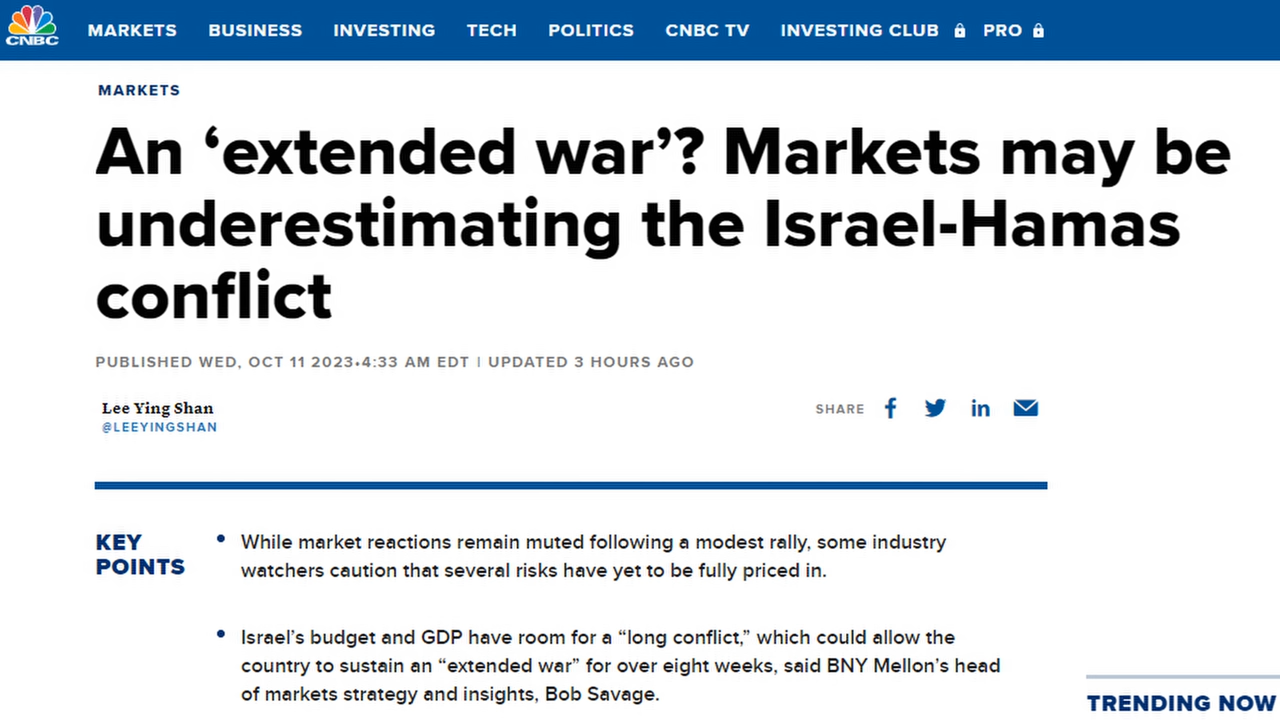 CNBC
MARKETS BUSINESS INVESTING TECH POLITICS CNBC TV INVESTING CLUB PRO
MARKETS
An ‘extended war’? Markets may be
underestimating the Israel-Hamas
conflict
PUBLISHED WED, OCT 11 2023•4:33 AM EDT | UPDATED 3 HOURS AGO
Lee Ying Shan
@LEEYINGSHAN
SHARE
KEY
POINTS
• While market reactions remain muted following a modest rally, some industry
watchers caution that several risks have yet to be fully priced in.
• Israel’s budget and GDP have room for a “long conflict,” which could allow the
country to sustain an “extended war” for over eight weeks, said BNY Mellon’s head
of markets strategy and insights, Bob Savage.
TRENDING NOW